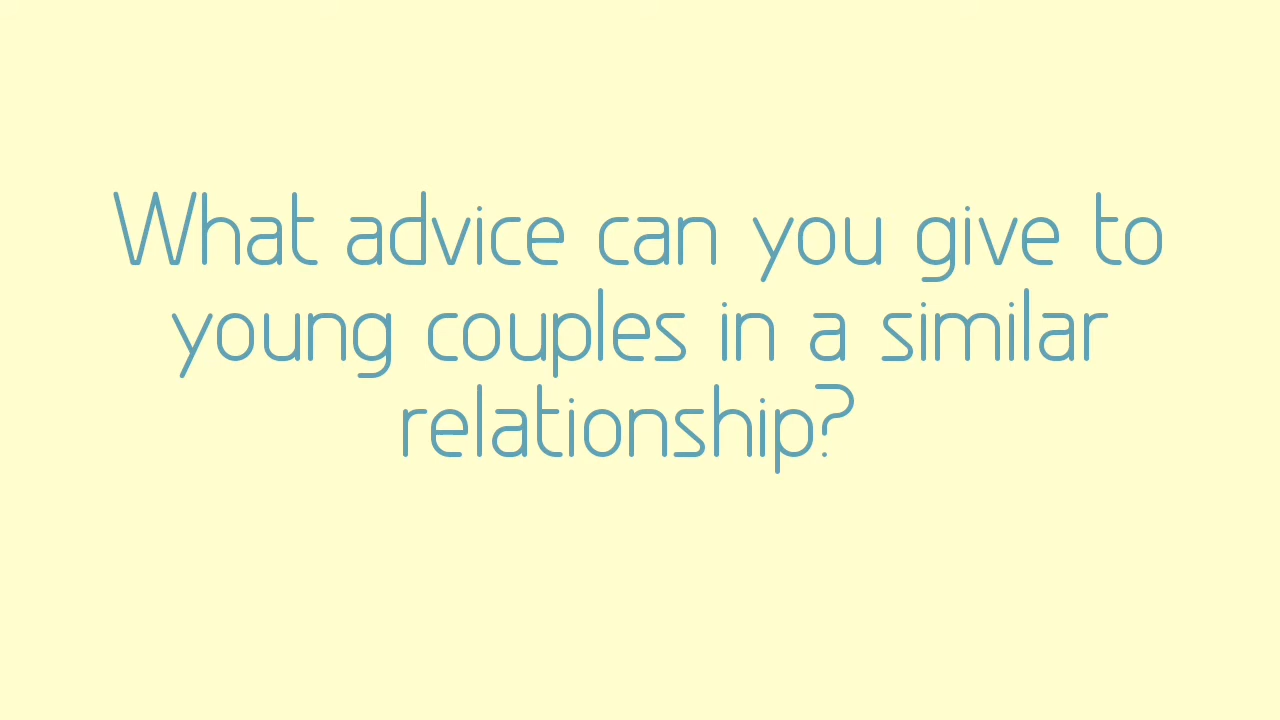 What advice can you give to
young couples in a similar
relationship?